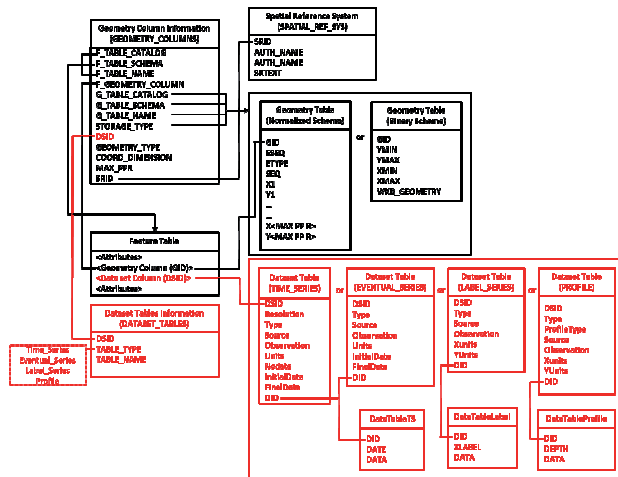 Geometry Column Information
(GEOMETRY_COLUMNS)
F_TABLE_CATALOG
F_TABLE_SCHEMA
F_TABLE_NAME
F_GEOMETRY_COLUMN
G_TABLE_CATALOG
G_TABLE_SCHEMA
G_TABLE_NAME
STORAGE_TYPE
DSID
GEOMETRY_TYPE
COORD_DIMENSION
MAX_PPR
SRID
Spatial Reference System
(SPATIAL_REF_SYS)
SRID
AUTH_NAME
AUTH_NAME
SRTEXT
Geometry Table
(Normalized Schema)
GID
ESEQ
ETYPE
SEQ
X1
Y1
...
...
X<MAX PPR>
Y<MAX PPR>
or
Geometry Table
(Binary Schema)
GID
YMIN
YMAX
XMIN
XMAX
WKB_GEOMETRY
Feature Table
<Attributes>
<Geometry Column (GID)>
<Dataset Column (DSID)>
<Attributes>
Dataset Tables Information
(DATASET_TABLES)
DSID
TABLE_TYPE
TABLE_NAME
Time_Series
Eventual_Series
Label_Series
Profile
Dataset Table
(TIME_SERIES)
DSID
Resolution
Type
Source
Observation
Units
Nodata
InitialDate
FinalDate
DID
or
Dataset Table
(EVENTUAL_SERIES)
DSID
Type
Source
Observation
Units
InitialDate
FinalDate
DID
or
Dataset Table
(LABEL_SERIES)
DSID
Type
Source
Observation
Xunits
YUnits
DID
or
Dataset Table
(PROFILE)
DSID
Type
ProfileType
Source
Observation
Xunits
YUnits
DID
DataTableTS
DID
DATE
DATA
DataTableLabel
DID
XLABEL
DATA
DataTableProfile
DID
DEPTH
DATA